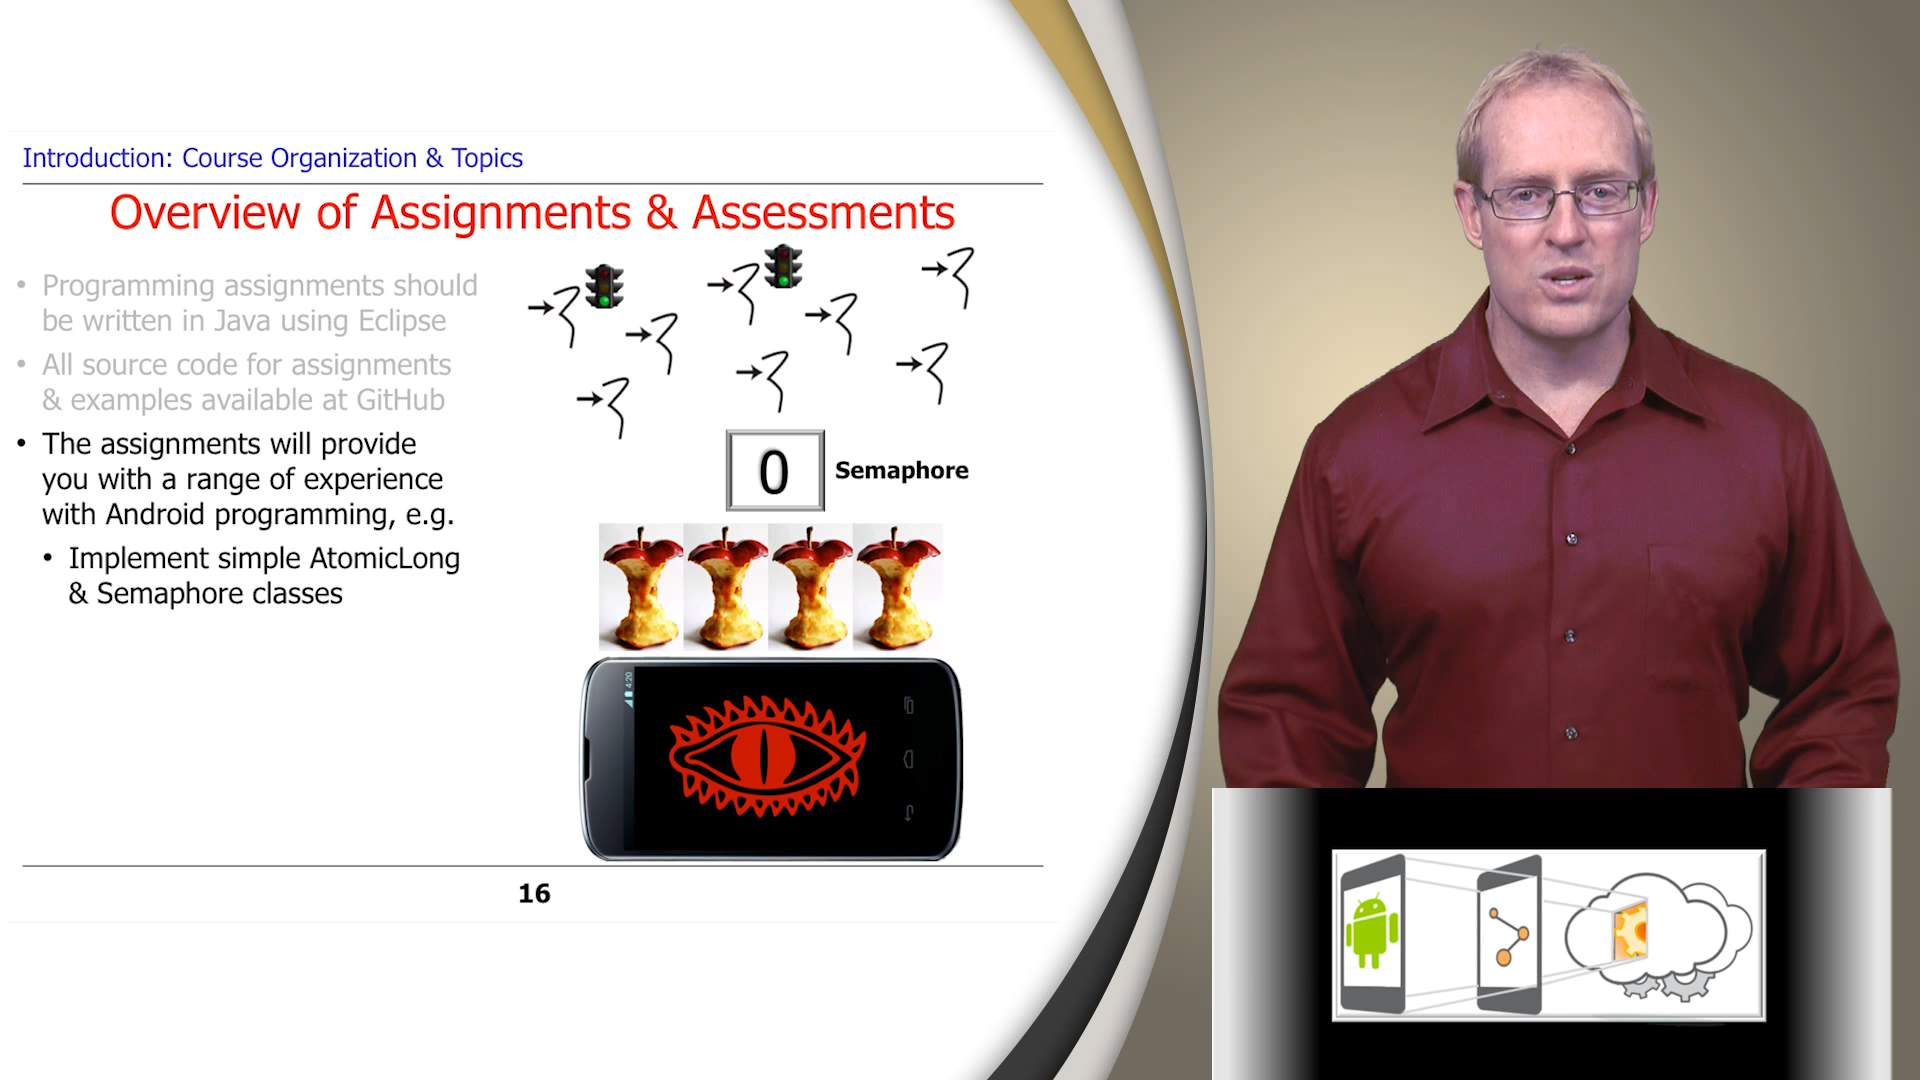 Introduction: Course Organization & Topics
Overview of Assignments & Assessments
• Programming assignments should
be written in Java using Eclipse
• All source code for assignments
& examples available at GitHub
• The assignments will provide
you with a range of experience
with Android programming, e.g.
• Implement simple AtomicLong
& Semaphore classes
0
Semaphore
4:20
16